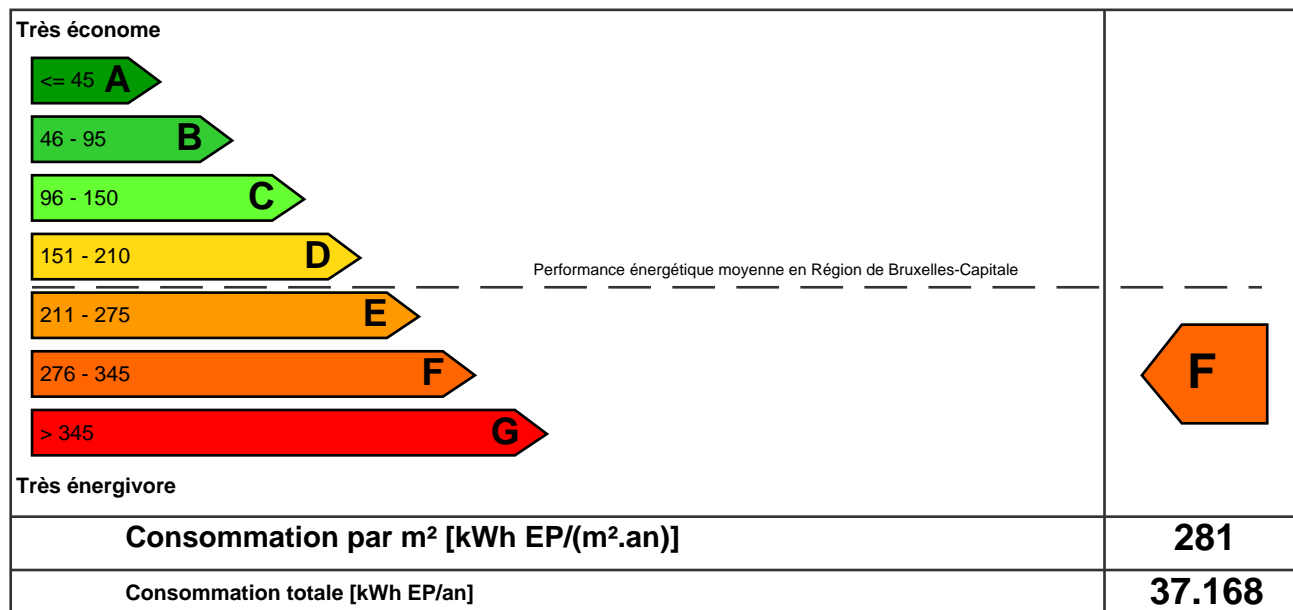 Très économe
<= 45 A
46 - 95 B
96 - 150 C
151 - 210 D
Performance énergétique moyenne en Région de Bruxelles-Capitale
211 - 275 E
276 - 345 F
F
> 345 G
Très énergivore
Consommation par m² [kWh EP/(m².an)] 281
Consommation totale [kWh EP/an] 37.168